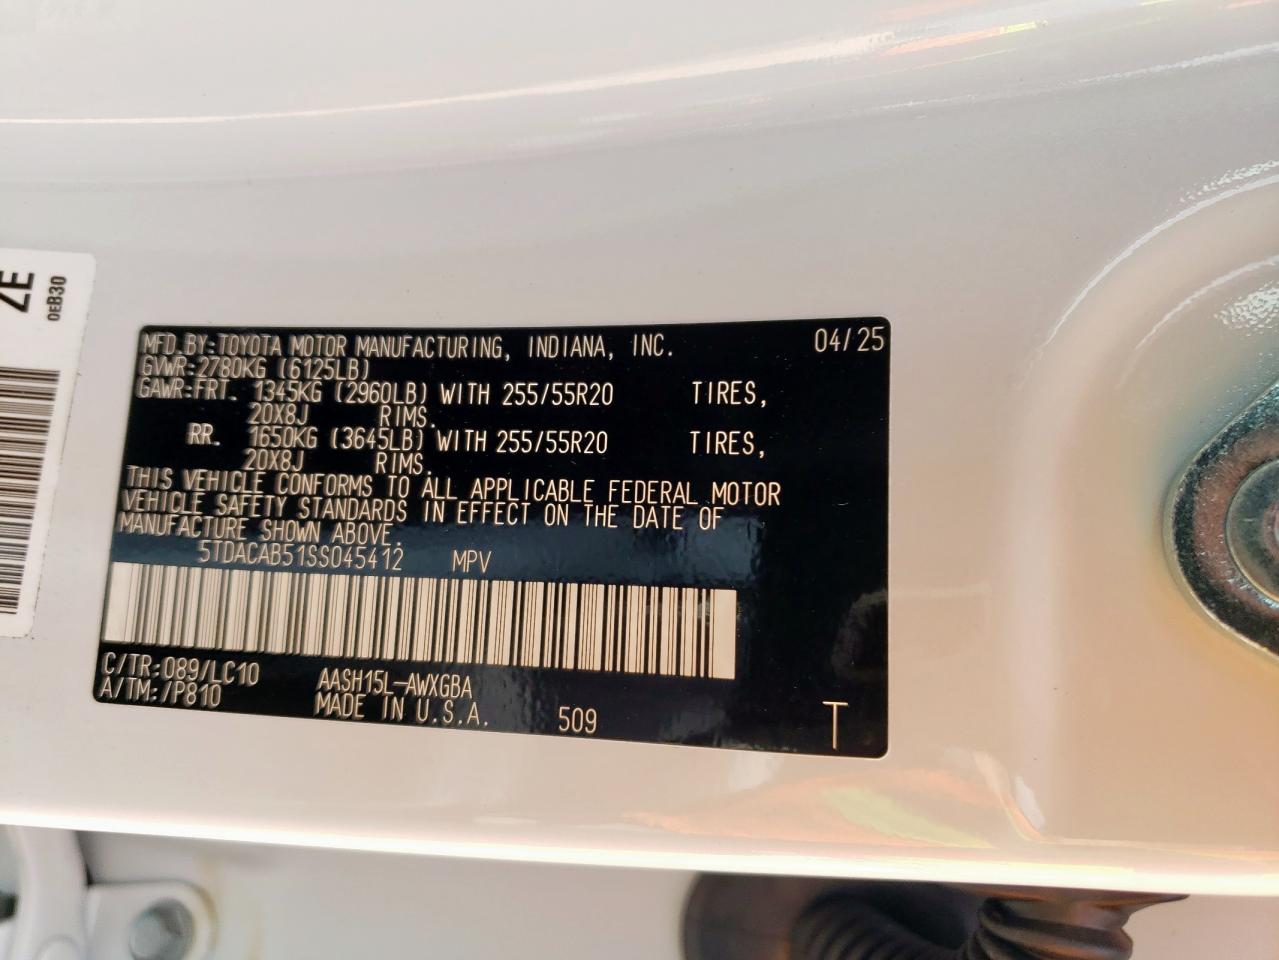 ZE
0EB30
MFD. BY: TOYOTA MOTOR MANUFACTURING, INDIANA, INC. 04/25
GVWR: 2780KG (6125LB)
GAWR: FRT. 1345KG (2960LB) WITH 255/55R20 TIRES,
20X8J RIMS.
RR. 1650KG (3645LB) WITH 255/55R20 TIRES,
20X8J RIMS.
THIS VEHICLE CONFORMS TO ALL APPLICABLE FEDERAL MOTOR
VEHICLE SAFETY STANDARDS IN EFFECT ON THE DATE OF
MANUFACTURE SHOWN ABOVE.
5TDACAB51SS045412 MPV
C/TR: 089/LC10 AASH15L-AWXGBA
A/TM: /P810 MADE IN U.S.A. 509 T